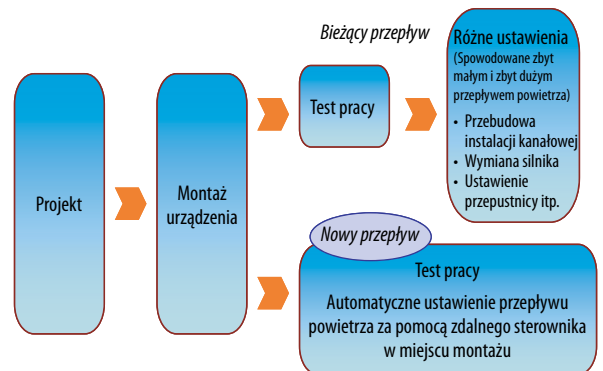 Projekt
Montaż
urządzenia
Bieżący przepływ
Test pracy
Różne ustawienia
(Spowodowane zbyt
małym i zbyt dużym
przepływem powietrza)
• Przebudowa
instalacji kanałowej
• Wymiana silnika
• Ustawienie
przepustnicy itp.
Nowy przepływ
Test pracy
Automatyczne ustawienie przepływu
powietrza za pomocą zdalnego sterownika
w miejscu montażu